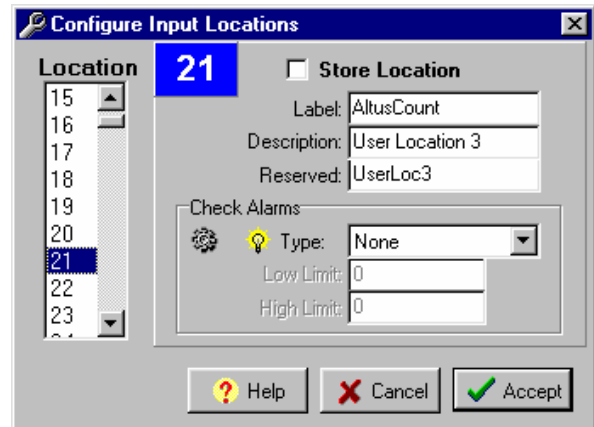 Configure Input Locations
Location
15
16
17
18
19
20
21
22
23
21
Store Location
Label: AltusCount
Description: User Location 3
Reserved: UserLoc3
Check Alarms
Type: None
Low Limit: 0
High Limit: 0
Help
Cancel
Accept